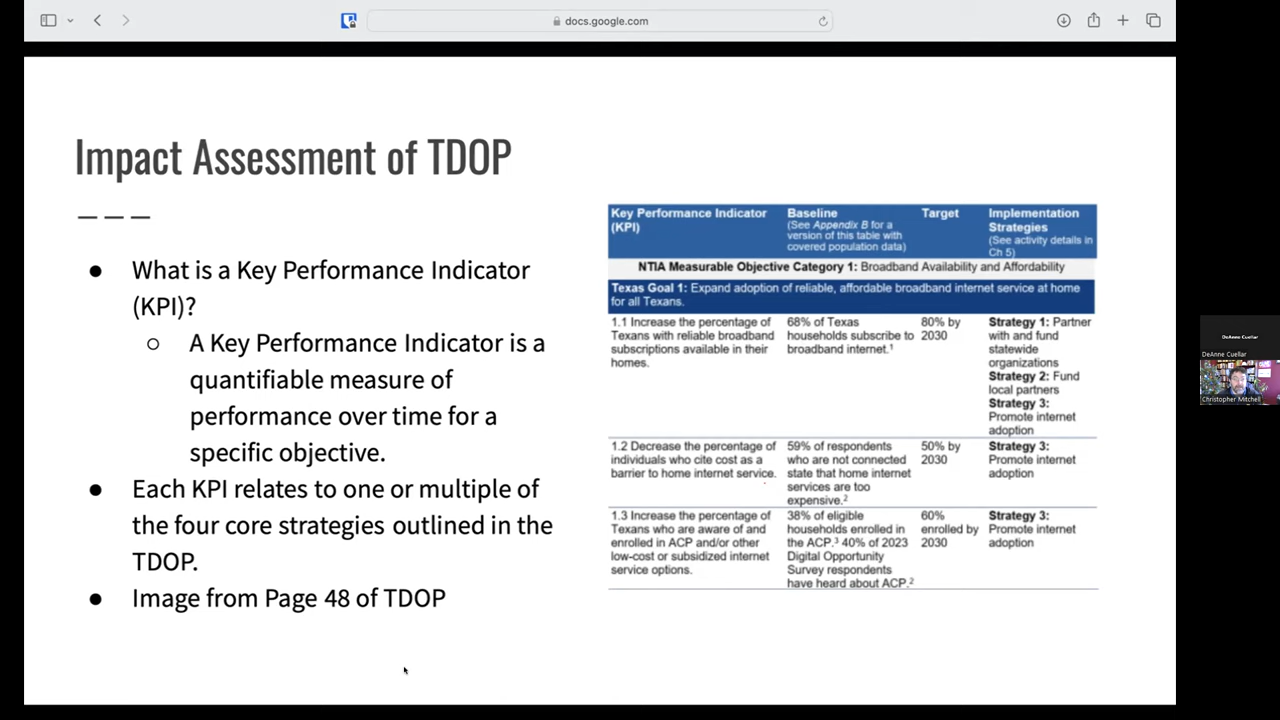 docs.google.com
Impact Assessment of TDOP
● What is a Key Performance Indicator
(KPI)?
○ A Key Performance Indicator is a
quantifiable measure of
performance over time for a
specific objective.
● Each KPI relates to one or multiple of
the four core strategies outlined in the
TDOP.
● Image from Page 48 of TDOP
Key Performance Indicator
(KPI)
Baseline
(See Appendix B for a
version of this table with
covered population data)
Target
Implementation
Strategies
(See activity details in
Ch 5)
NTIA Measurable Objective Category 1: Broadband Availability and Affordability
Texas Goal 1: Expand adoption of reliable, affordable broadband internet service at home
for all Texans.
1.1 Increase the percentage of
Texans with reliable broadband
subscriptions available in their
homes.
68% of Texas
households subscribe to
broadband internet.1
80% by
2030
Strategy 1: Partner
with and fund
statewide
organizations
Strategy 2: Fund
local partners
Strategy 3:
Promote internet
adoption
1.2 Decrease the percentage of
individuals who cite cost as a
barrier to home internet service.
59% of respondents
who are not connected
state that home internet
services are too
expensive.2
50% by
2030
Strategy 3:
Promote internet
adoption
1.3 Increase the percentage of
Texans who are aware of and
enrolled in ACP and/or other
low-cost or subsidized internet
service options.
38% of eligible
households enrolled in
the ACP.3 40% of 2023
Digital Opportunity
Survey respondents
have heard about ACP.2
60%
enrolled by
2030
Strategy 3:
Promote internet
adoption
DeAnne Cuellar
DeAnne Cuellar
Christopher Mitchell